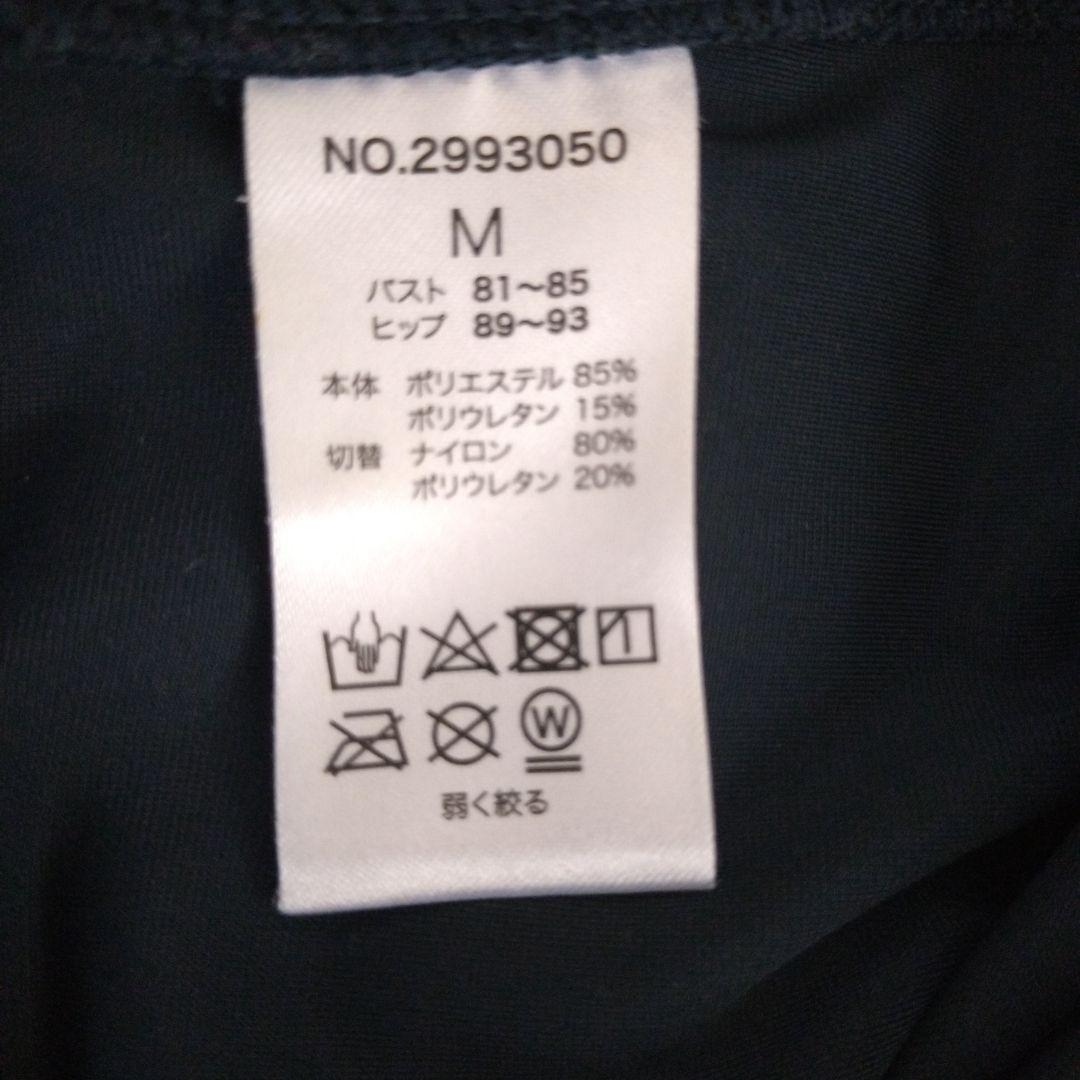 NO.2993050
M
バスト 81～85
ヒップ 89～93
本体 ポリエステル 85%
ポリウレタン 15%
切替 ナイロン 80%
ポリウレタン 20%
W
弱く絞る